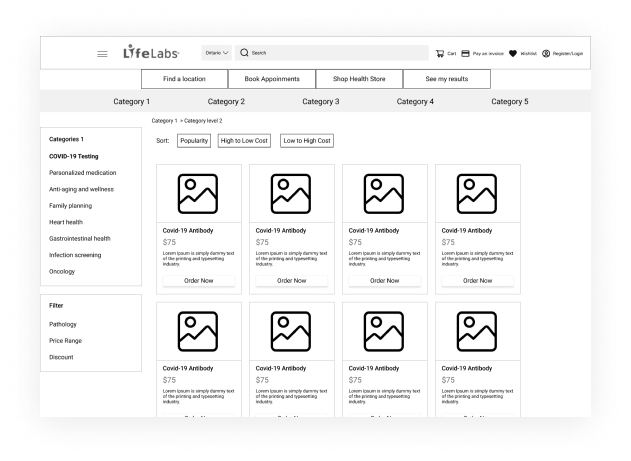 LifeLabs
Ontario
Search
Cart
Pay an invoice
Wishlist
Register/Login
Find a location
Book Appoinments
Shop Health Store
See my results
Category 1
Category 2
Category 3
Category 4
Category 5
Category 1 > Category level 2
Categories 1
COVID-19 Testing
Personalized medication
Anti-aging and wellness
Family planning
Heart health
Gastrointestinal health
Infection screening
Oncology
Filter
Pathology
Price Range
Discount
Sort:
Popularity
High to Low Cost
Low to High Cost
Covid-19 Antibody
$75
Lorem Ipsum is simply dummy text
of the printing and typesetting
industry.
Order Now
Covid-19 Antibody
$75
Lorem Ipsum is simply dummy text
of the printing and typesetting
industry.
Order Now
Covid-19 Antibody
$75
Lorem Ipsum is simply dummy text
of the printing and typesetting
industry.
Order Now
Covid-19 Antibody
$75
Lorem Ipsum is simply dummy text
of the printing and typesetting
industry.
Order Now
Covid-19 Antibody
$75
Lorem Ipsum is simply dummy text
of the printing and typesetting
industry.
Order Now
Covid-19 Antibody
$75
Lorem Ipsum is simply dummy text
of the printing and typesetting
industry.
Order Now
Covid-19 Antibody
$75
Lorem Ipsum is simply dummy text
of the printing and typesetting
industry.
Order Now
Covid-19 Antibody
$75
Lorem Ipsum is simply dummy text
of the printing and typesetting
industry.
Order Now